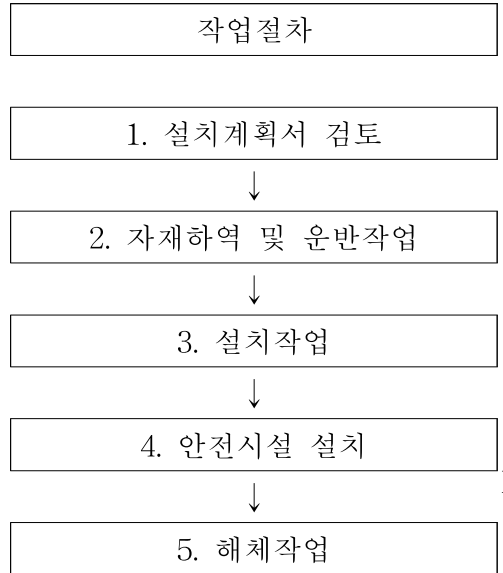 작업절차
1. 설치계획서 검토
↓
2. 자재하역 및 운반작업
↓
3. 설치작업
↓
4. 안전시설 설치
↓
5. 해체작업